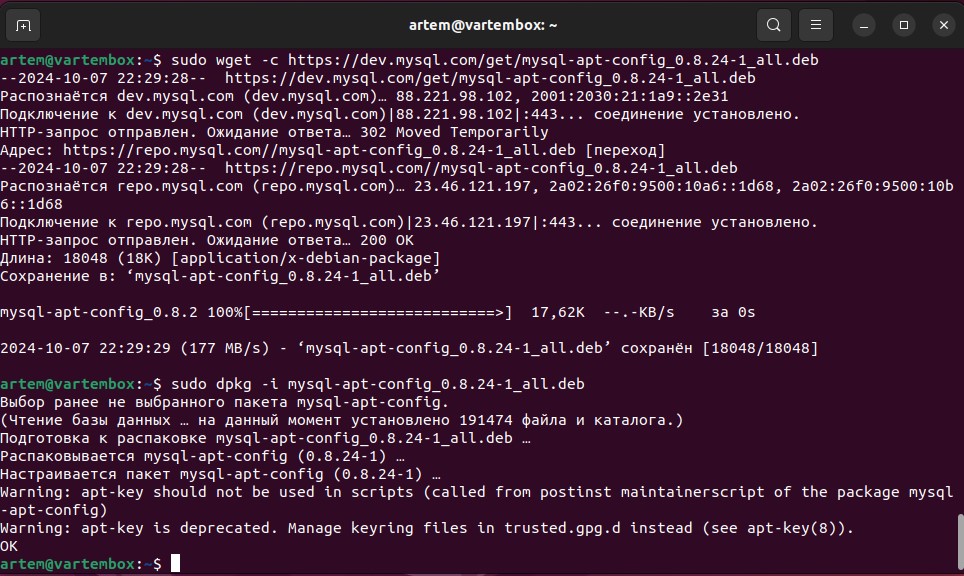 artem@vartembox: ~
artem@vartembox:~$ sudo wget -c https://dev.mysql.com/get/mysql-apt-config_0.8.24-1_all.deb
--2024-10-07 22:29:28--  https://dev.mysql.com/get/mysql-apt-config_0.8.24-1_all.deb
Распознаётся dev.mysql.com (dev.mysql.com)… 88.221.98.102, 2001:2030:21:1a9::2e31
Подключение к dev.mysql.com (dev.mysql.com)|88.221.98.102|:443... соединение установлено.
HTTP-запрос отправлен. Ожидание ответа… 302 Moved Temporarily
Адрес: https://repo.mysql.com//mysql-apt-config_0.8.24-1_all.deb [переход]
--2024-10-07 22:29:28--  https://repo.mysql.com//mysql-apt-config_0.8.24-1_all.deb
Распознаётся repo.mysql.com (repo.mysql.com)… 23.46.121.197, 2a02:26f0:9500:10a6::1d68, 2a02:26f0:9500:10b
6::1d68
Подключение к repo.mysql.com (repo.mysql.com)|23.46.121.197|:443... соединение установлено.
HTTP-запрос отправлен. Ожидание ответа… 200 OK
Длина: 18048 (18K) [application/x-debian-package]
Сохранение в: ‘mysql-apt-config_0.8.24-1_all.deb’
mysql-apt-config_0.8.2 100%[===========================>]  17,62K  --.-KB/s    за 0s
2024-10-07 22:29:29 (177 MB/s) - ‘mysql-apt-config_0.8.24-1_all.deb’ сохранён [18048/18048]
artem@vartembox:~$ sudo dpkg -i mysql-apt-config_0.8.24-1_all.deb
Выбор ранее не выбранного пакета mysql-apt-config.
(Чтение базы данных … на данный момент установлено 191474 файла и каталога.)
Подготовка к распаковке mysql-apt-config_0.8.24-1_all.deb …
Распаковывается mysql-apt-config (0.8.24-1) …
Настраивается пакет mysql-apt-config (0.8.24-1) …
Warning: apt-key should not be used in scripts (called from postinst maintainerscript of the package mysql
-apt-config)
Warning: apt-key is deprecated. Manage keyring files in trusted.gpg.d instead (see apt-key(8)).
OK
artem@vartembox:~$